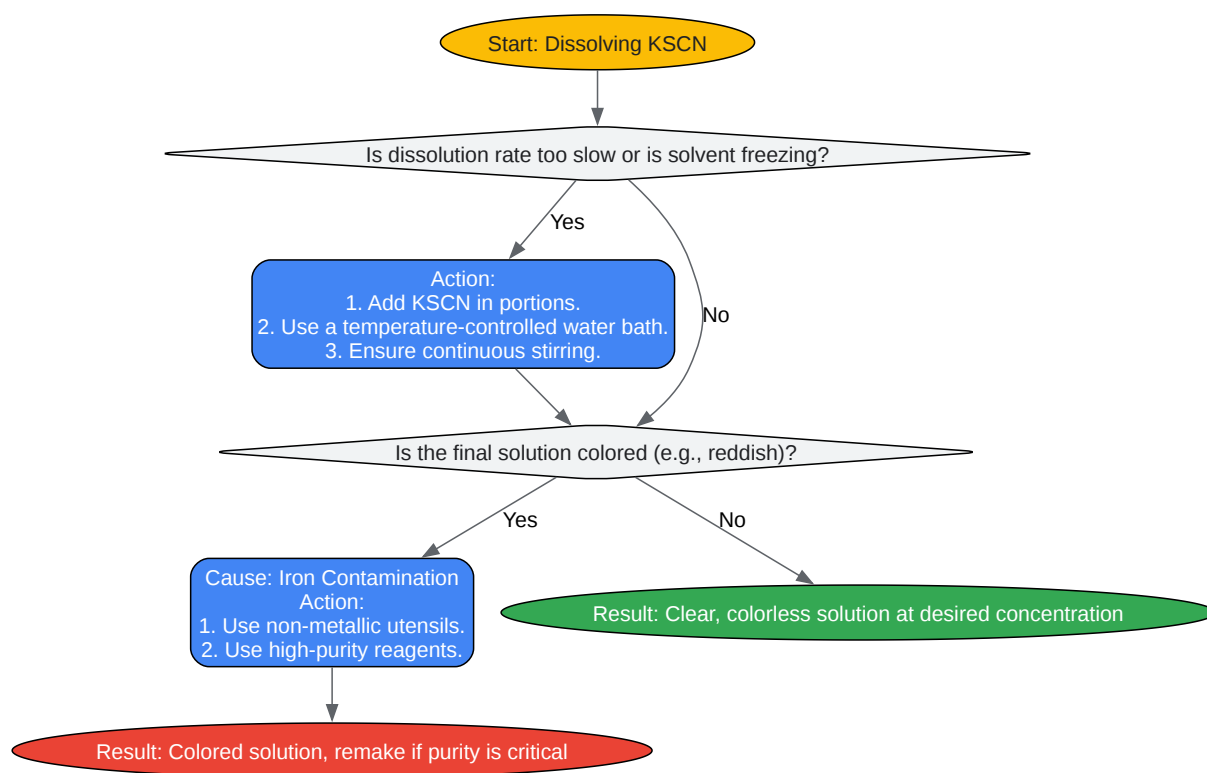 Start: Dissolving KSCN
Is dissolution rate too slow or is solvent freezing?
Yes
Action:
1. Add KSCN in portions.
2. Use a temperature-controlled water bath.
3. Ensure continuous stirring.
No
Is the final solution colored (e.g., reddish)?
Yes
No
Cause: Iron Contamination
Action:
1. Use non-metallic utensils.
2. Use high-purity reagents.
Result: Clear, colorless solution at desired concentration
Result: Colored solution, remake if purity is critical